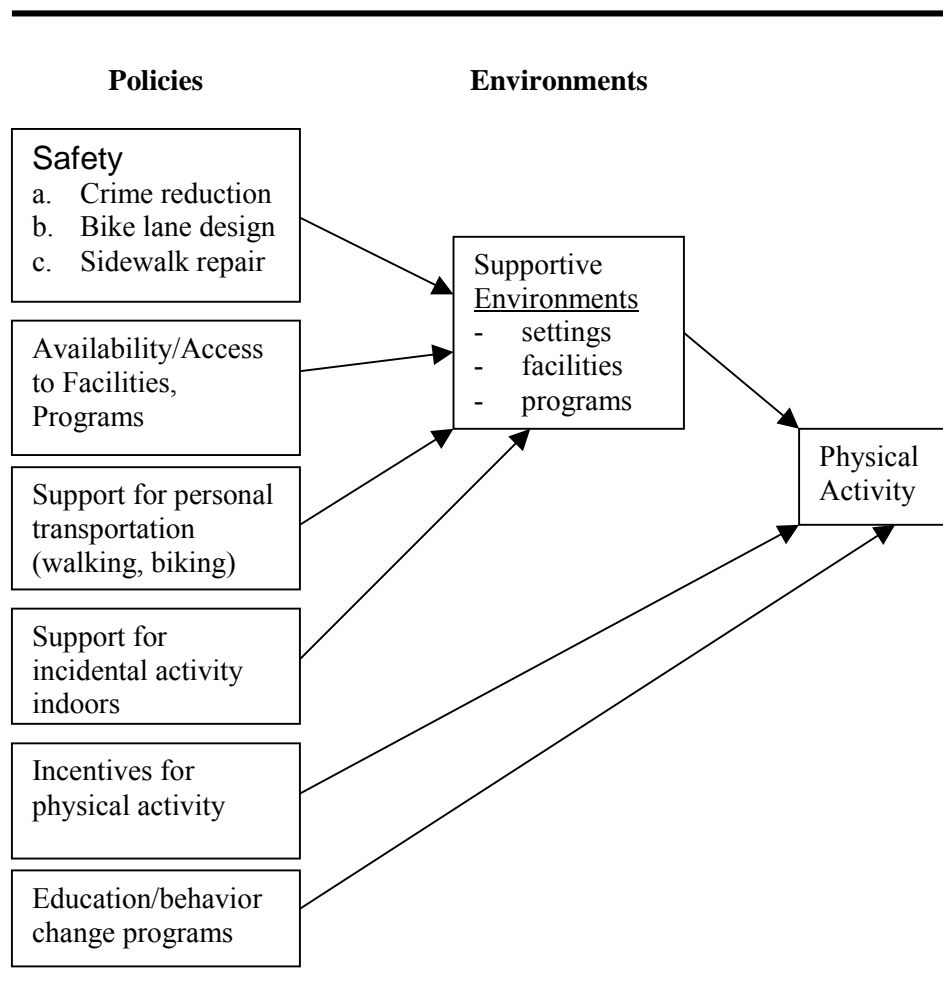 Policies
Environments
Safety
a. Crime reduction
b. Bike lane design
c. Sidewalk repair
Availability/Access
to Facilities,
Programs
Support for personal
transportation
(walking, biking)
Support for
incidental activity
indoors
Incentives for
physical activity
Education/behavior
change programs
Supportive
Environments
- settings
- facilities
- programs
Physical
Activity